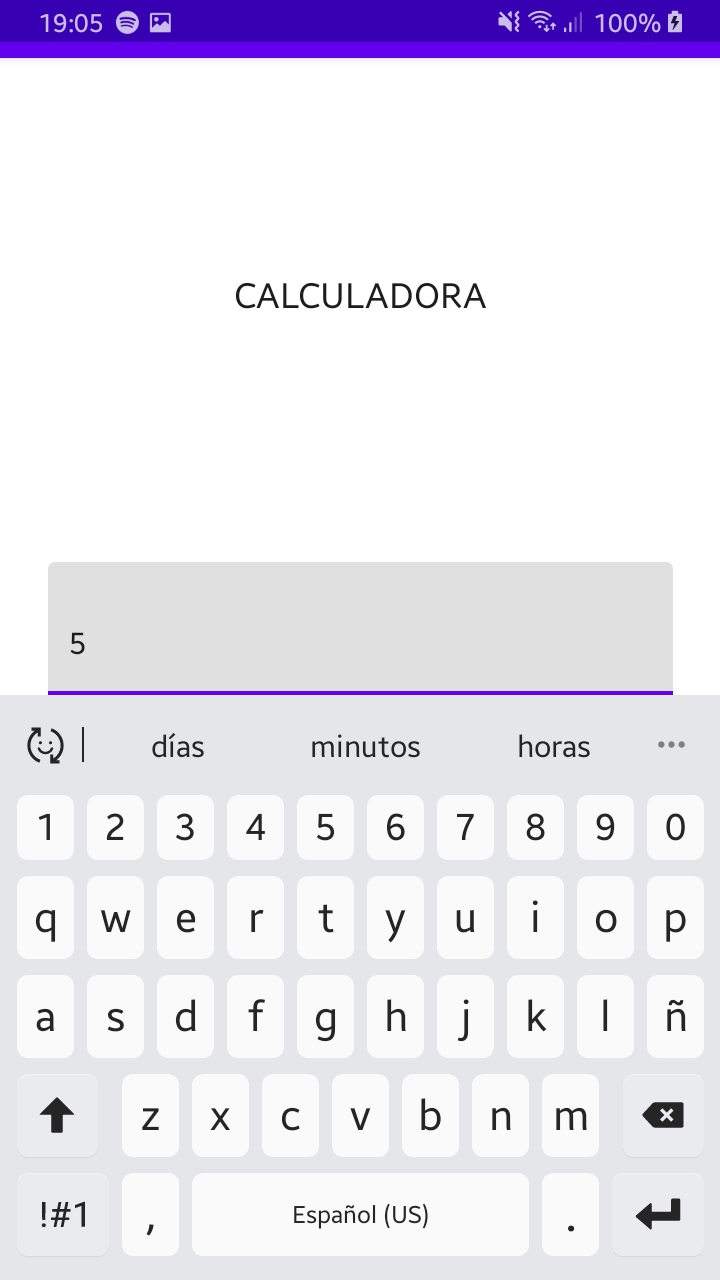 19:05 100%
CALCULADORA
5
días minutos horas
1 2 3 4 5 6 7 8 9 0
q w e r t y u i o p
a s d f g h j k l ñ
z x c v b n m
!#1 , Español (US) .